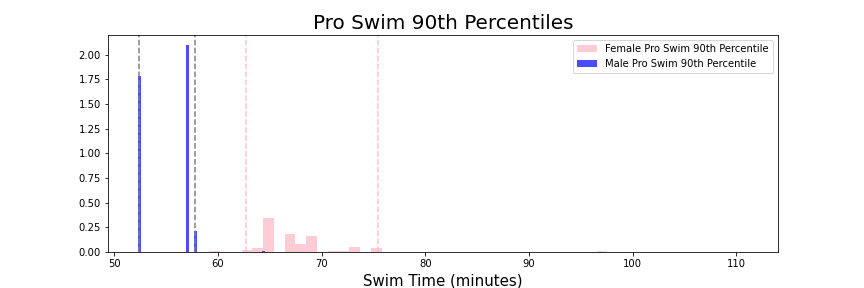 Pro Swim 90th Percentiles
Female Pro Swim 90th Percentile
Male Pro Swim 90th Percentile
2.00
1.75
1.50
1.25
1.00
0.75
0.50
0.25
0.00
50 60 70 80 90 100 110
Swim Time (minutes)